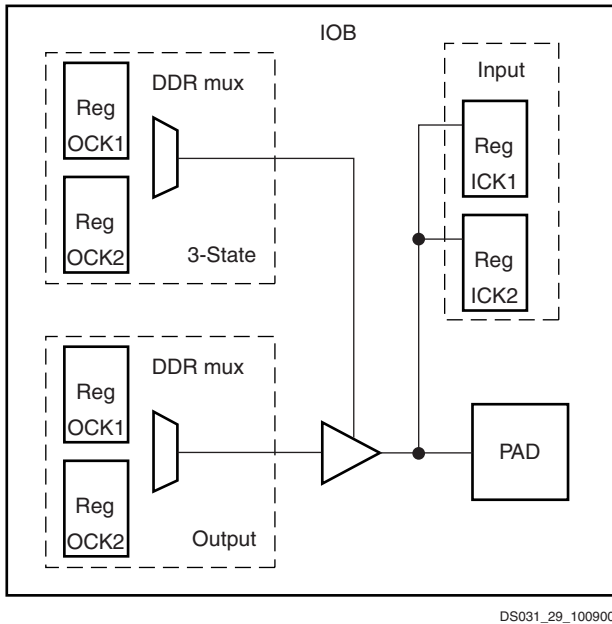 IOB
DDR mux
Reg
OCK1
Reg
OCK2
3-State
Input
Reg
ICK1
Reg
ICK2
DDR mux
Reg
OCK1
Reg
OCK2
Output
PAD
DS031_29_100900